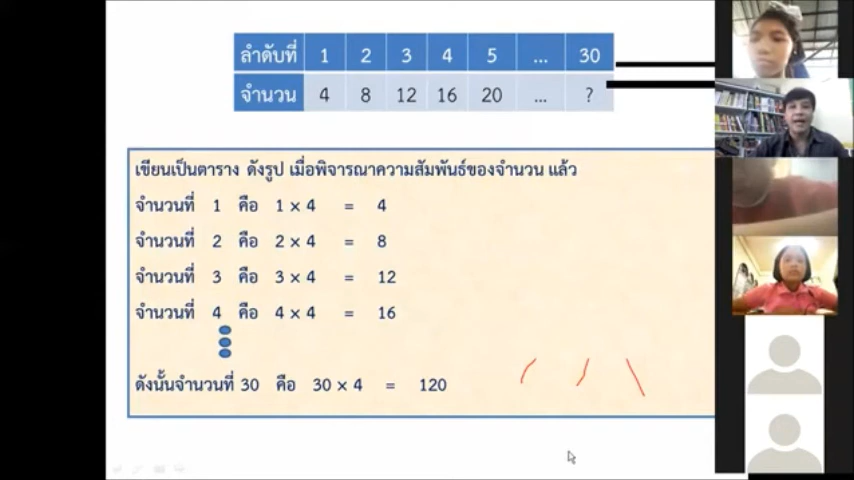 ลำดับที่ 1 2 3 4 5 ... 30
จำนวน 4 8 12 16 20 ... ?
เขียนเป็นตาราง ดังรูป เมื่อพิจารณาความสัมพันธ์ของจำนวน แล้ว
จำนวนที่ 1 คือ 1 × 4 = 4
จำนวนที่ 2 คือ 2 × 4 = 8
จำนวนที่ 3 คือ 3 × 4 = 12
จำนวนที่ 4 คือ 4 × 4 = 16
ดังนั้นจำนวนที่ 30 คือ 30 × 4 = 120